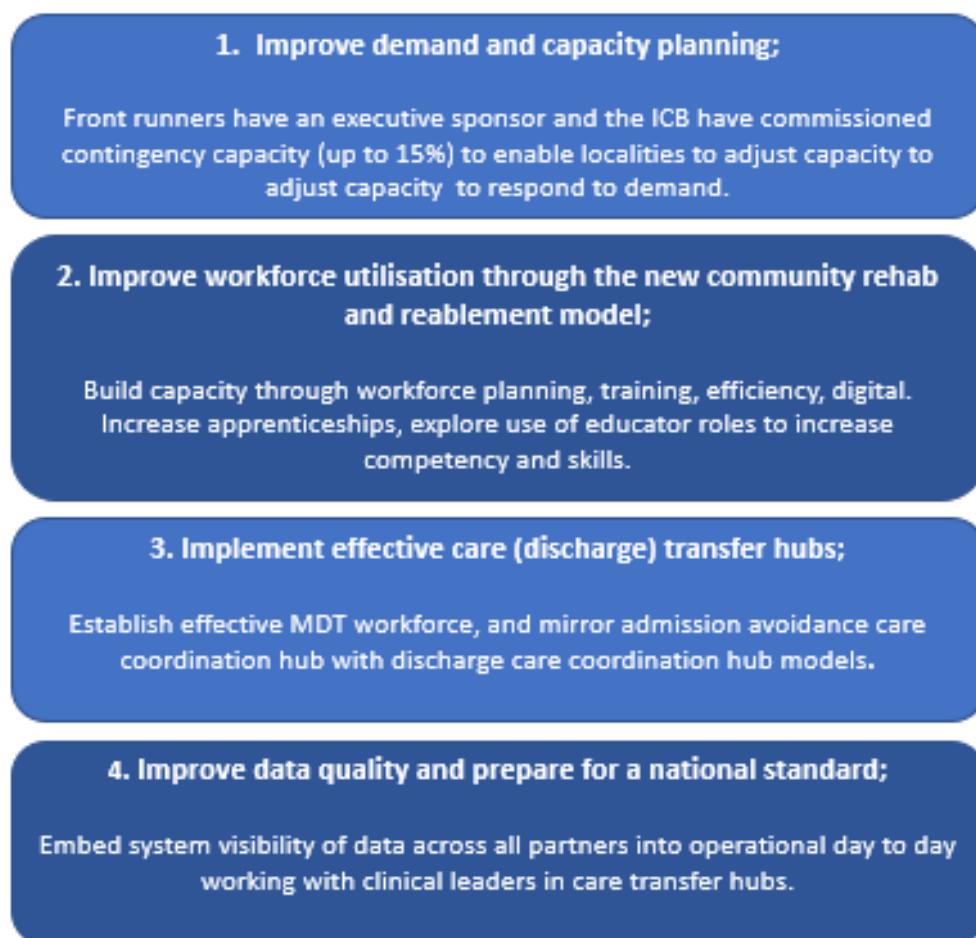 1. Improve demand and capacity planning;
Front runners have an executive sponsor and the ICB have commissioned
contingency capacity (up to 15%) to enable localities to adjust capacity to
adjust capacity to respond to demand.
2. Improve workforce utilisation through the new community rehab
and reablement model;
Build capacity through workforce planning, training, efficiency, digital.
Increase apprenticeships, explore use of educator roles to increase
competency and skills.
3. Implement effective care (discharge) transfer hubs;
Establish effective MDT workforce, and mirror admission avoidance care
coordination hub with discharge care coordination hub models.
4. Improve data quality and prepare for a national standard;
Embed system visibility of data across all partners into operational day to day
working with clinical leaders in care transfer hubs.